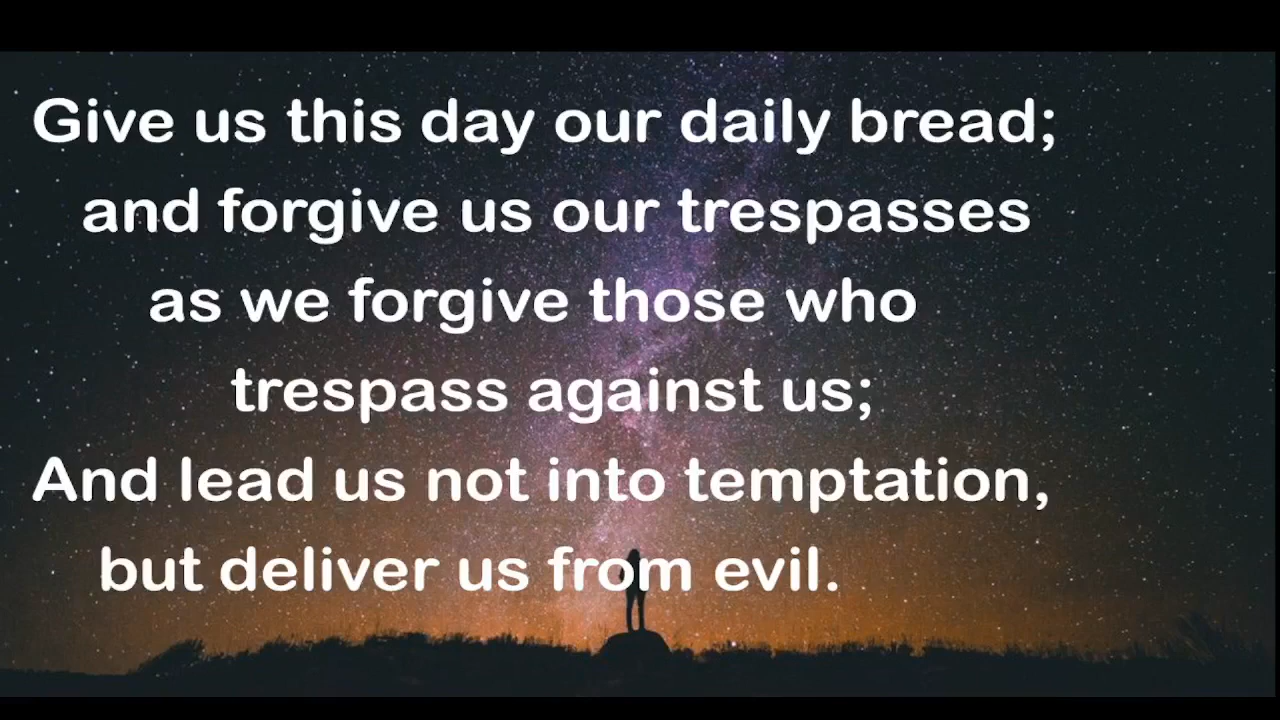 Give us this day our daily bread;
and forgive us our trespasses
as we forgive those who
trespass against us;
And lead us not into temptation,
but deliver us from evil.